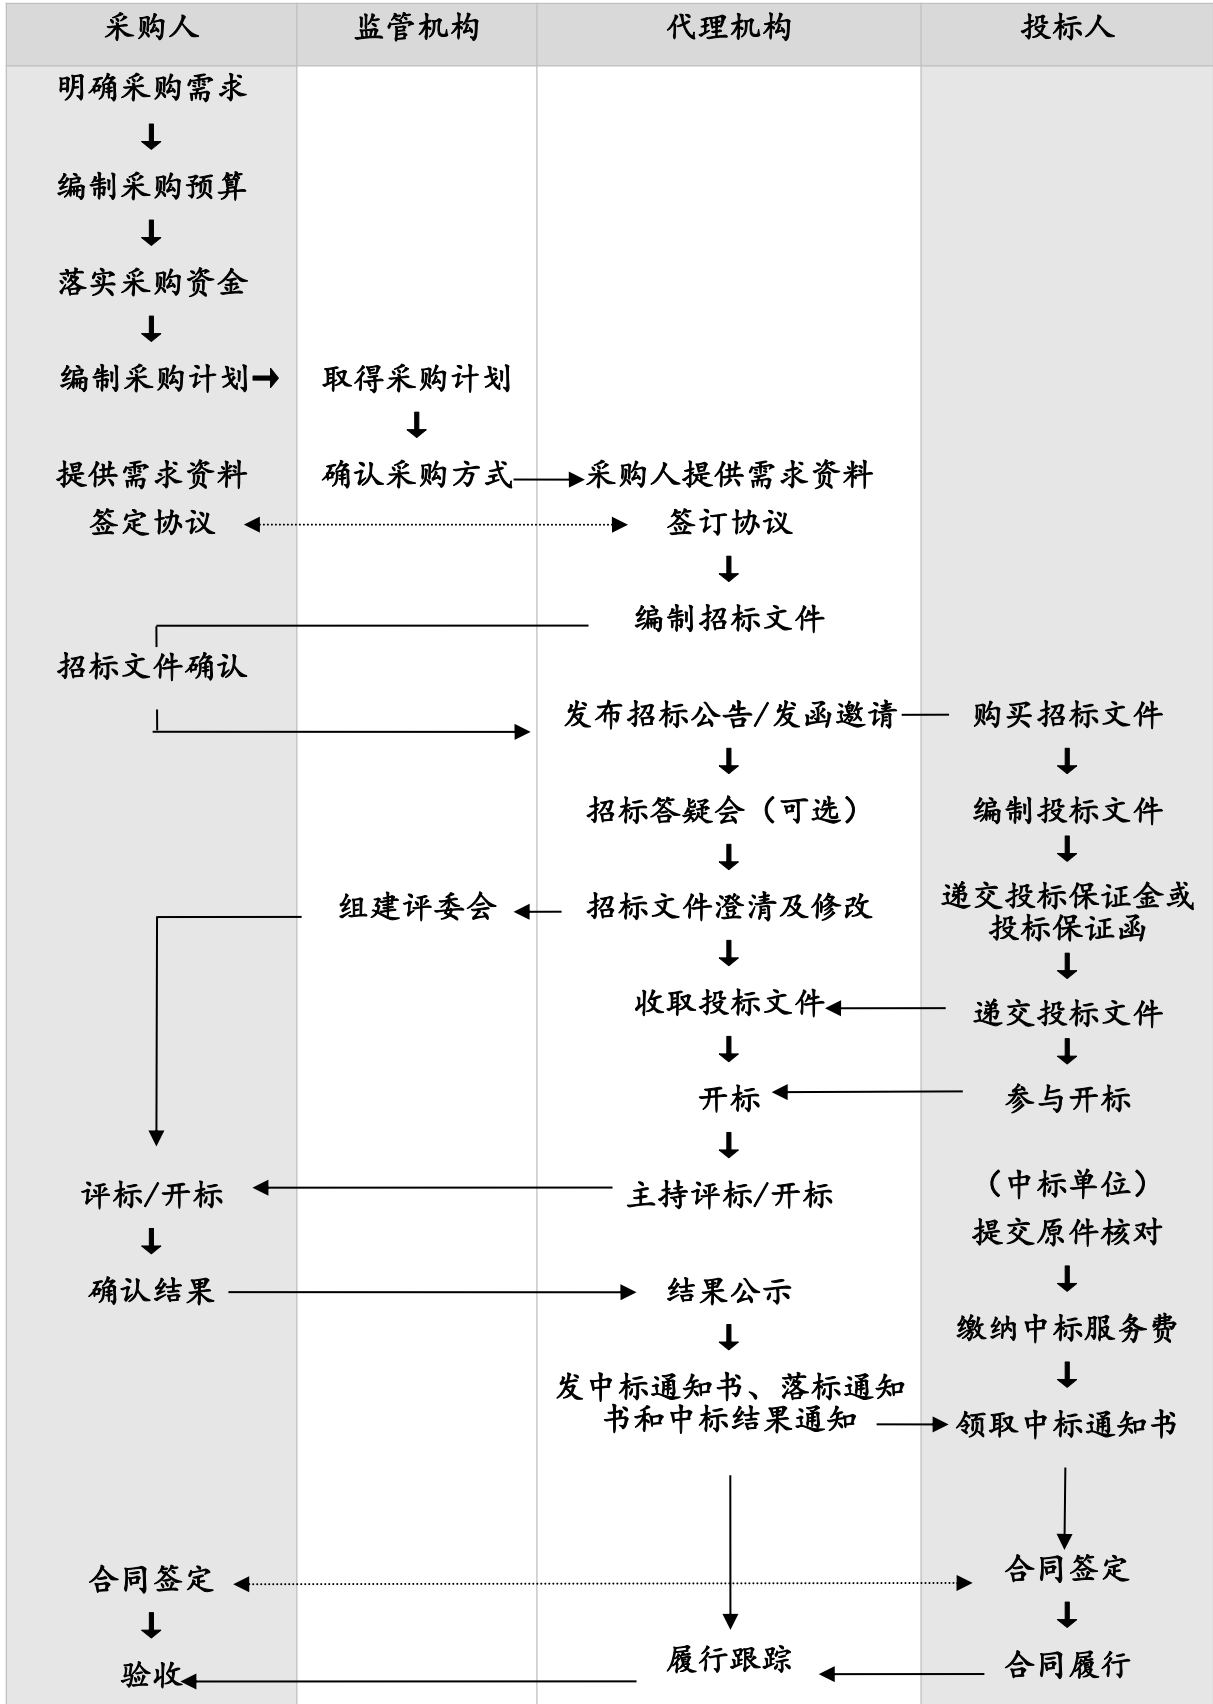 采购人
监管机构
代理机构
投标人
明确采购需求
编制采购预算
落实采购资金
编制采购计划
取得采购计划
提供需求资料
确认采购方式
采购人提供需求资料
签定协议
签订协议
编制招标文件
招标文件确认
发布招标公告/发函邀请
购买招标文件
招标答疑会（可选）
编制投标文件
组建评委会
招标文件澄清及修改
递交投标保证金或
投标保证函
收取投标文件
递交投标文件
开标
参与开标
评标/开标
主持评标/开标
（中标单位）
提交原件核对
确认结果
结果公示
缴纳中标服务费
发中标通知书、落标通知
书和中标结果通知
领取中标通知书
合同签定
合同签定
验收
履行跟踪
合同履行